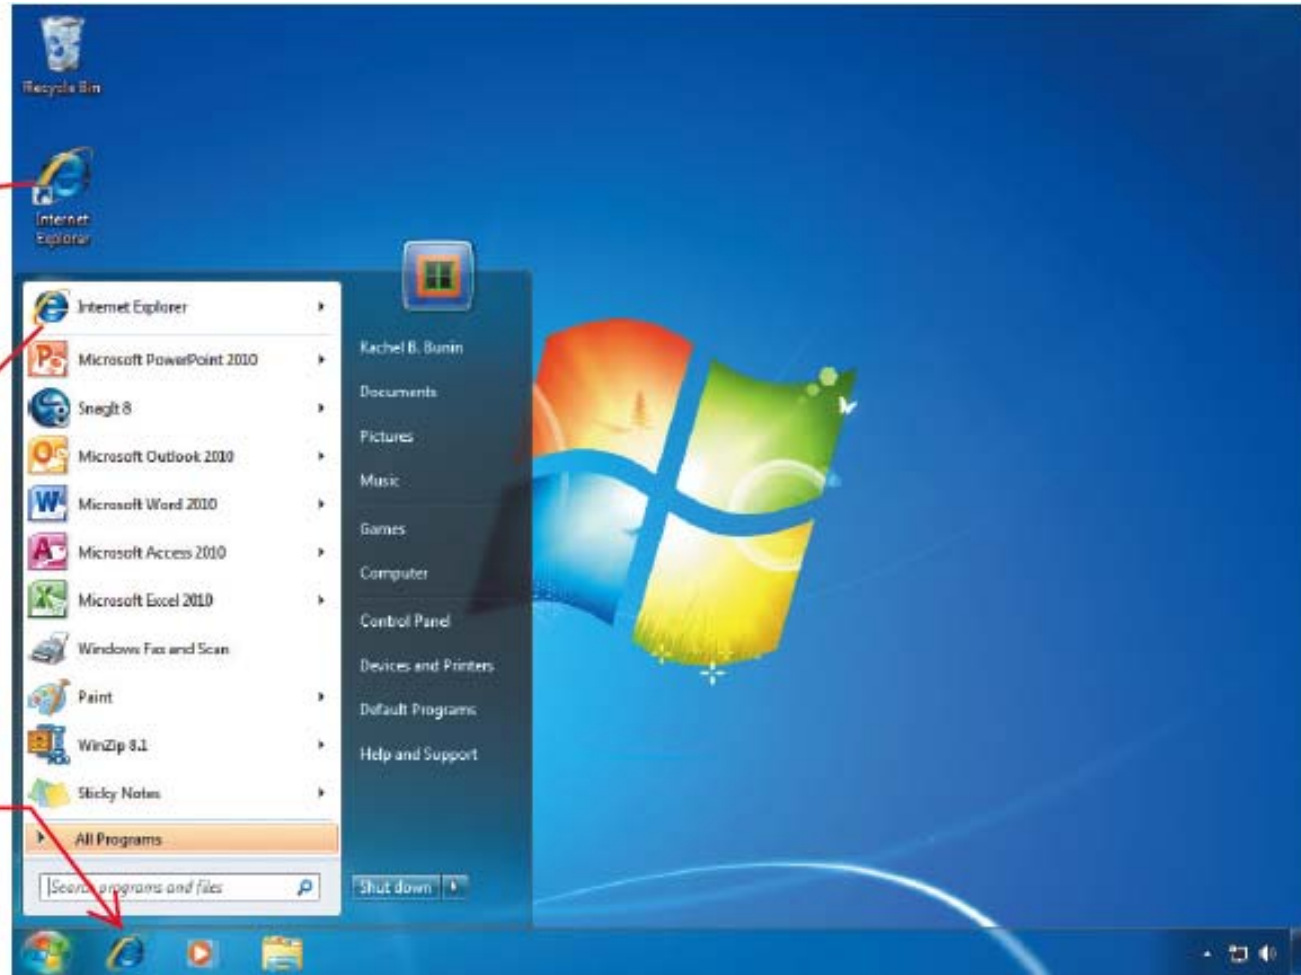 Recycle Bin
Internet
Explorer
Internet Explorer
Microsoft PowerPoint 2010
SnagIt 8
Microsoft Outlook 2010
Microsoft Word 2010
Microsoft Access 2010
Microsoft Excel 2010
Windows Fax and Scan
Paint
WinZip 8.1
Sticky Notes
All Programs
Search programs and files
Rachel B. Bunin
Documents
Pictures
Music
Games
Computer
Control Panel
Devices and Printers
Default Programs
Help and Support
Shut down